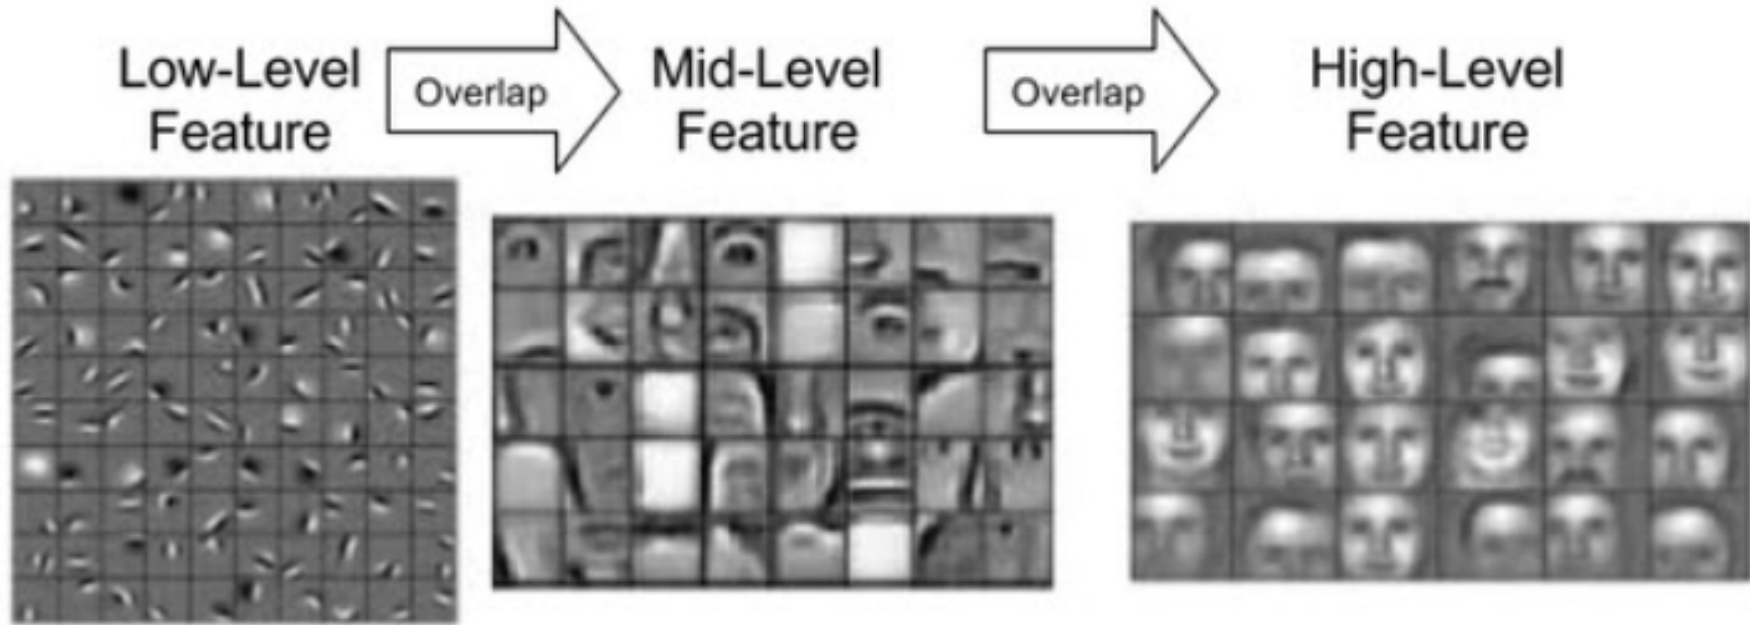 Low-Level
Feature
Overlap
Mid-Level
Feature
Overlap
High-Level
Feature